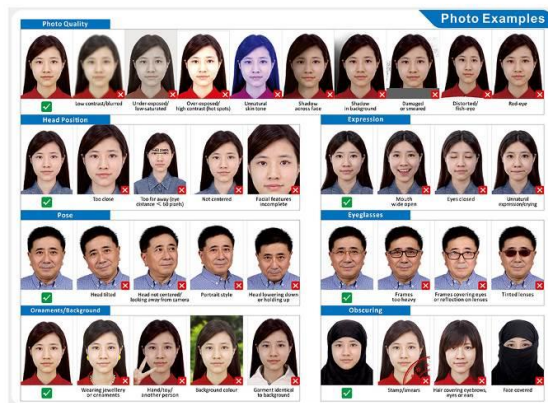 Photo Examples
Photo Quality
Low contrast/blurred
Under-exposed/
low-saturated
Over-exposed/
high contrast (hot spots)
Unnatural
skin tone
Shadow
across face
Shadow
in background
Damaged
or smeared
Distorted/
fish-eye
Red-eye
Head Position
Too close
Too far away (eye
distance < 60 pixels)
Not centered
Facial features
incomplete
Expression
Mouth
wide open
Eyes closed
Unnatural
expression/crying
Pose
Head tilted
Head not centered/
looking away from camera
Portrait style
Head lowering down
or holding up
Eyeglasses
Frames
too heavy
Frames covering eyes
or reflection on lenses
Tinted lenses
Ornaments/Background
Wearing jewellery
or ornaments
Hand/toy/
another person
Background colour
Garment identical
to background
Obscuring
Stamp/smears
Hair covering eyebrows,
eyes or ears
Face covered